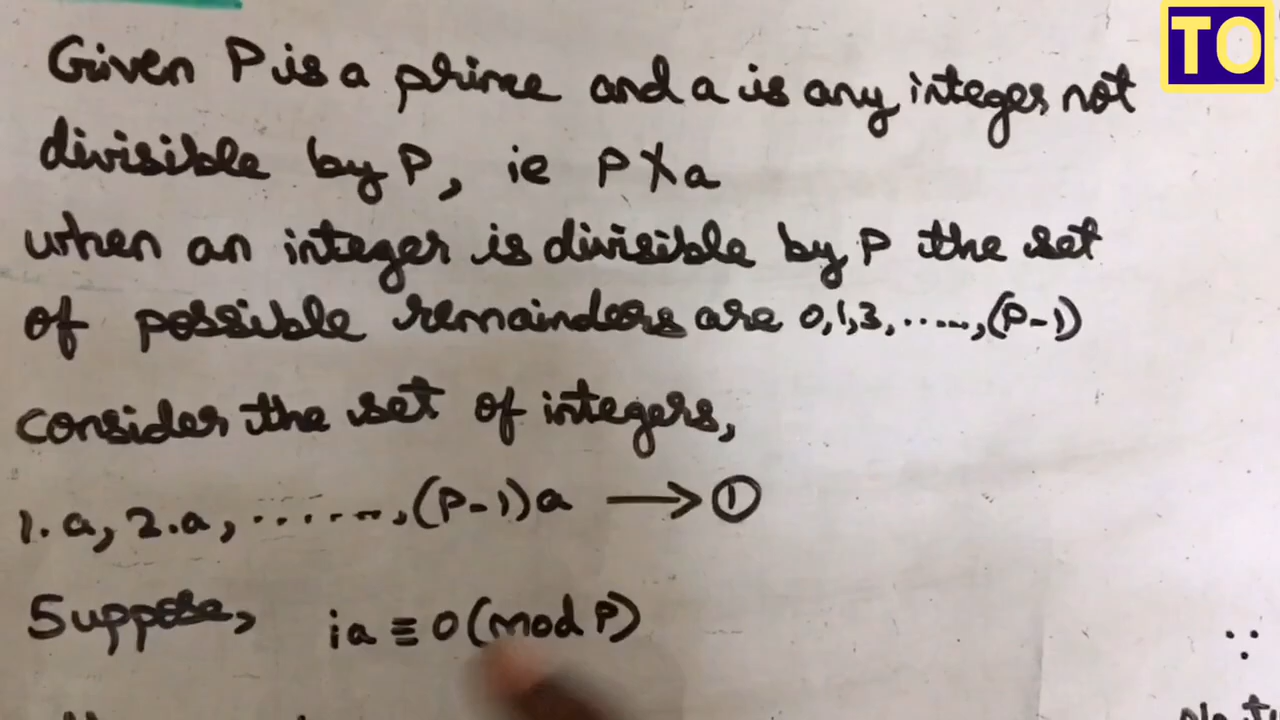 TO
Given P is a prime and a is any integer not
divisible by P, ie P∤a
when an integer is divisible by P the set
of possible remainders are 0,1,3,.....,(P-1)
consider the set of integers,
1.a, 2.a, .......,(P-1)a → ①
Suppose, ia ≡ 0 (mod P)
∵